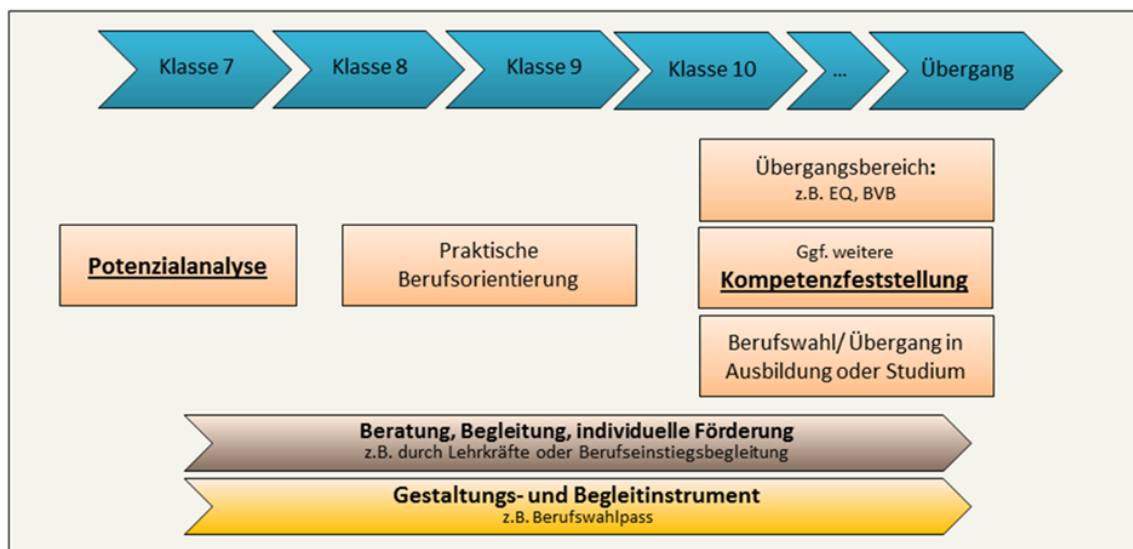 Klasse 7
Klasse 8
Klasse 9
Klasse 10
...
Übergang
Potenzialanalyse
Praktische
Berufsorientierung
Übergangsbereich:
z.B. EQ, BVB
Ggf. weitere
Kompetenzfeststellung
Berufswahl/ Übergang in
Ausbildung oder Studium
Beratung, Begleitung, individuelle Förderung
z.B. durch Lehrkräfte oder Berufseinstiegsbegleitung
Gestaltungs- und Begleitinstrument
z.B. Berufswahlpass